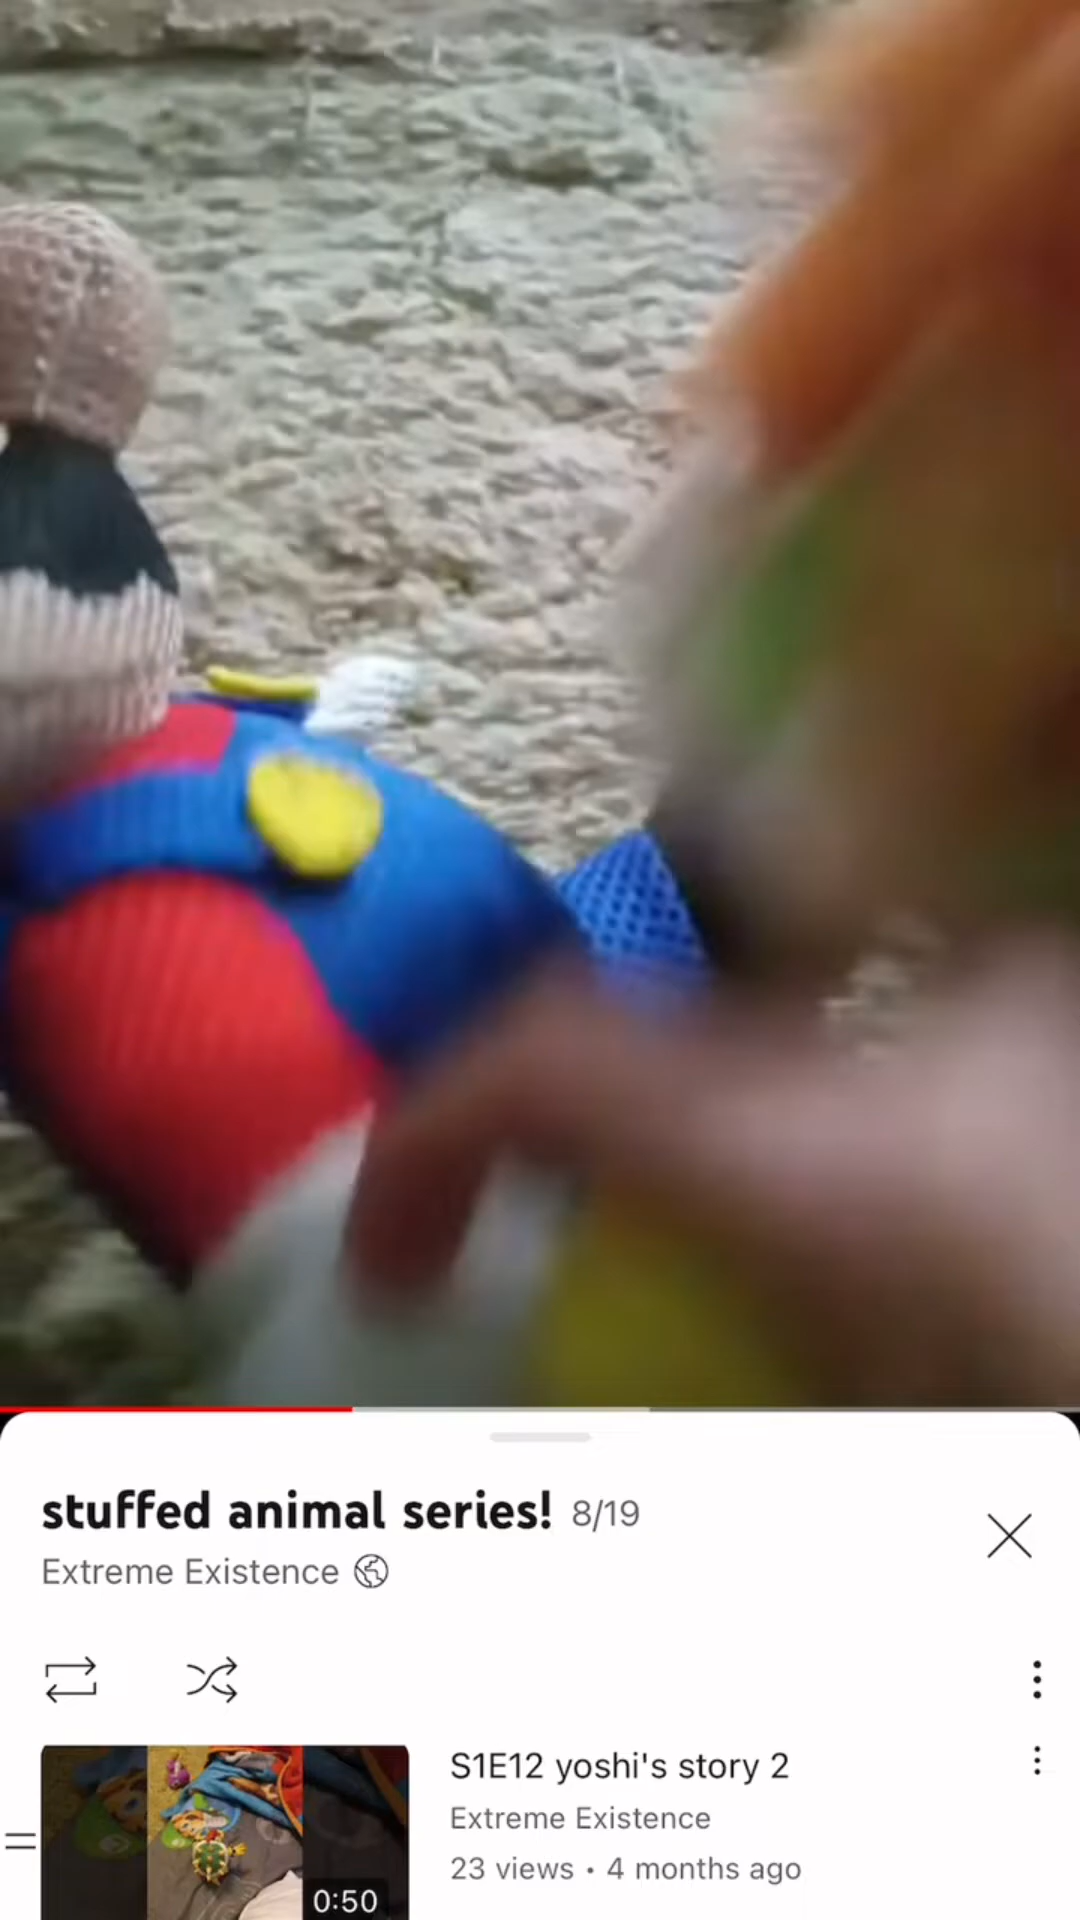 stuffed animal series! 8/19
Extreme Existence
S1E12 yoshi's story 2
Extreme Existence
23 views • 4 months ago
0:50